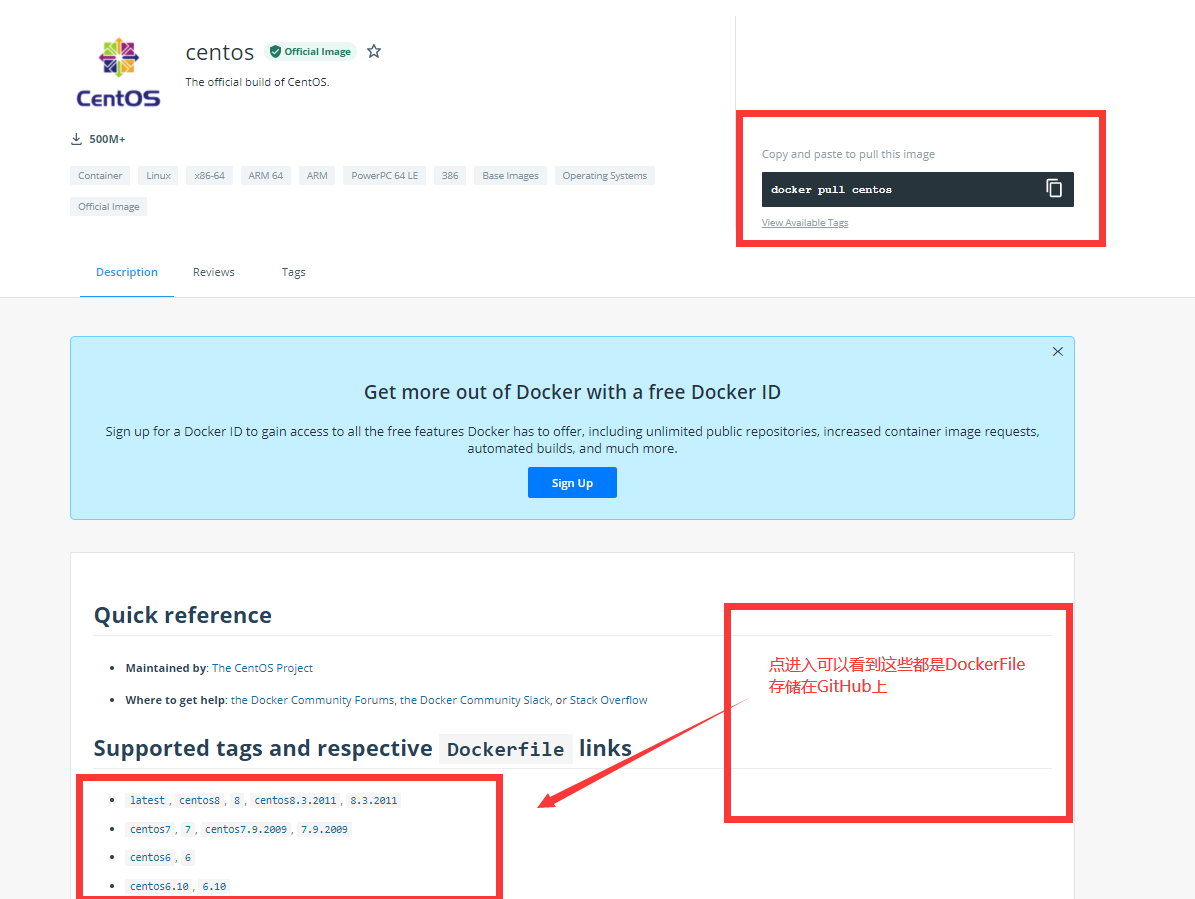 centos Official Image
The official build of CentOS.
CentOS
500M+
Container Linux x86-64 ARM 64 ARM PowerPC 64 LE 386 Base Images Operating Systems
Official Image
Copy and paste to pull this image
docker pull centos
View Available Tags
Description Reviews Tags
Get more out of Docker with a free Docker ID
Sign up for a Docker ID to gain access to all the free features Docker has to offer, including unlimited public repositories, increased container image requests,
automated builds, and much more.
Sign Up
Quick reference
• Maintained by: The CentOS Project
• Where to get help: the Docker Community Forums, the Docker Community Slack, or Stack Overflow
点进入可以看到这些都是DockerFile
存储在GitHub上
Supported tags and respective Dockerfile links
• latest, centos8, 8, centos8.3.2011, 8.3.2011
• centos7, 7, centos7.9.2009, 7.9.2009
• centos6, 6
• centos6.10, 6.10